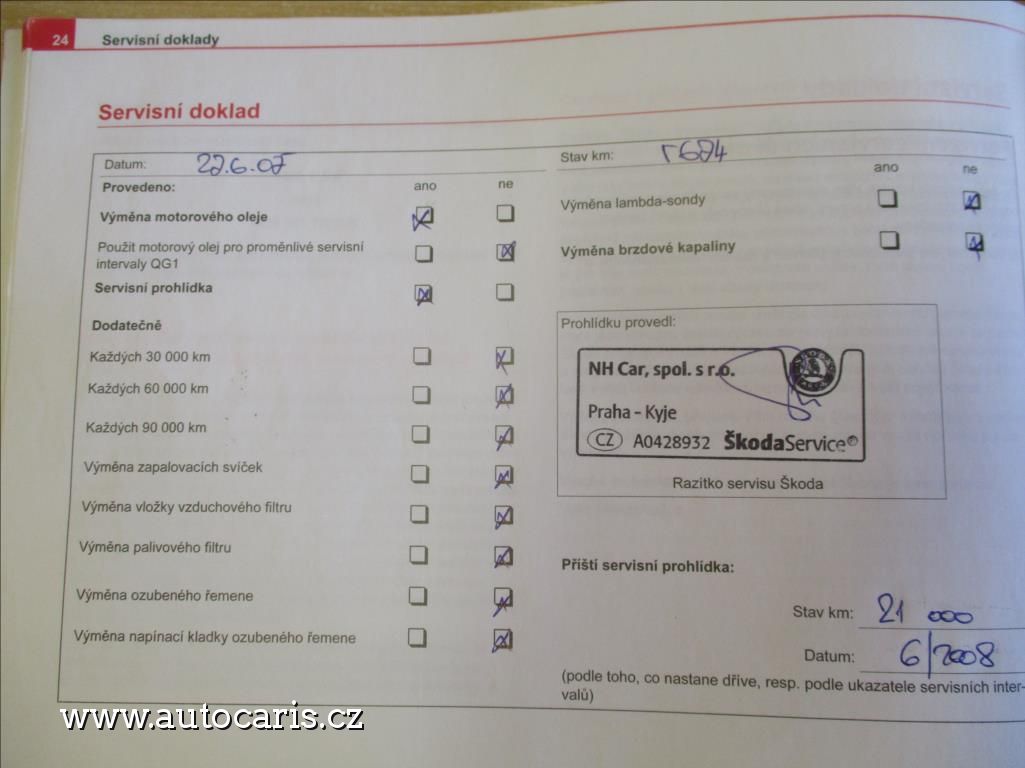 24 Servisní doklady
Servisní doklad
Datum: 22.6.07
Provedeno: ano ne
Výměna motorového oleje
Použit motorový olej pro proměnlivé servisní
intervaly QG1
Servisní prohlídka
Dodatečně
Každých 30 000 km
Každých 60 000 km
Každých 90 000 km
Výměna zapalovacích svíček
Výměna vložky vzduchového filtru
Výměna palivového filtru
Výměna ozubeného řemene
Výměna napínací kladky ozubeného řemene
Stav km:
ano ne
Výměna lambda-sondy
Výměna brzdové kapaliny
Prohlídku provedl:
NH Car, spol. s r.o.
Praha - Kyje
CZ A0428932 ŠkodaService®
Razitko servisu Škoda
Příští servisní prohlídka:
Stav km: 21 000
Datum: 6/2008
(podle toho, co nastane dříve, resp. podle ukazatele servisních inter-
valů)
www.autocaris.cz